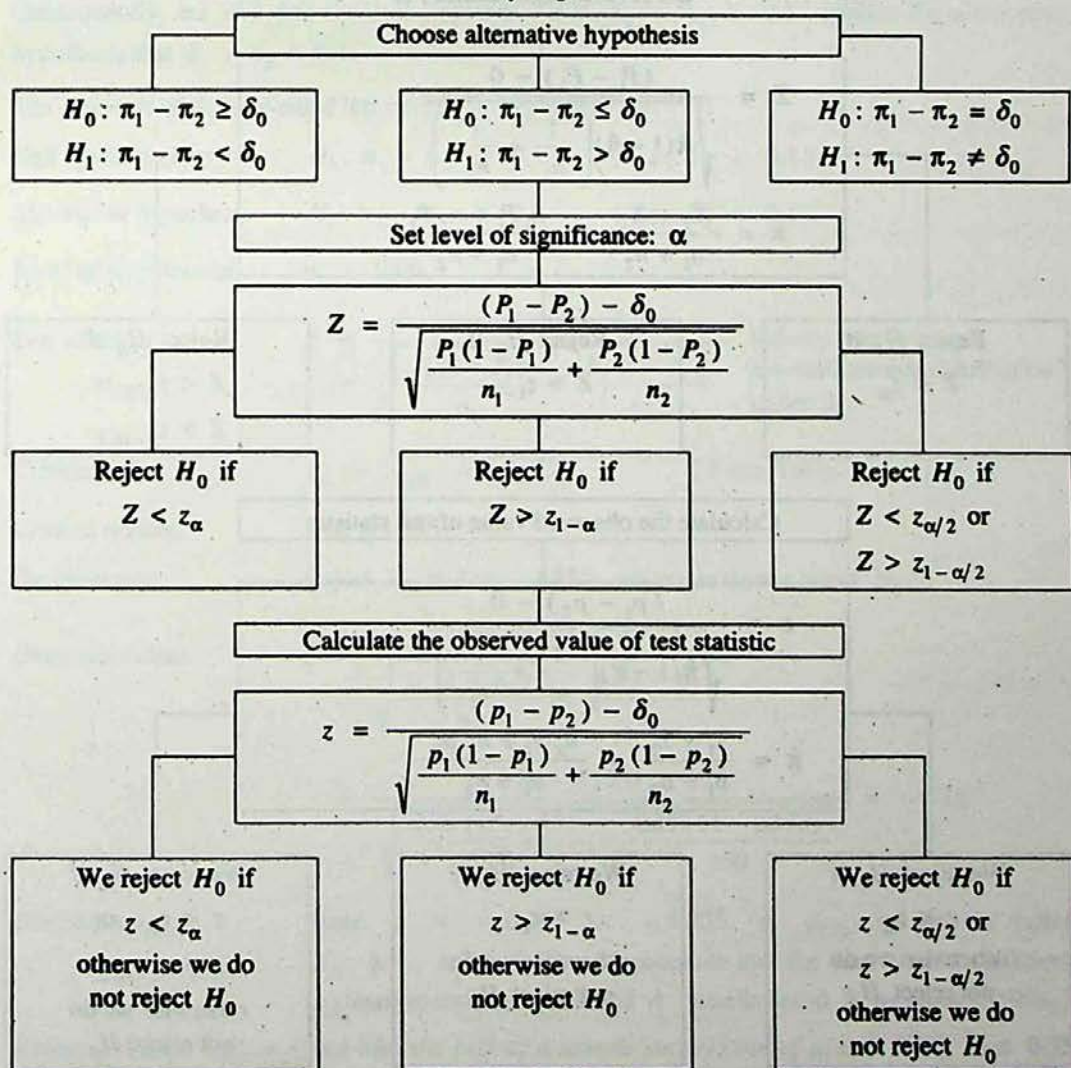 Choose alternative hypothesis
H₀: π₁ − π₂ ≥ δ₀
H₁: π₁ − π₂ < δ₀
H₀: π₁ − π₂ ≤ δ₀
H₁: π₁ − π₂ > δ₀
H₀: π₁ − π₂ = δ₀
H₁: π₁ − π₂ ≠ δ₀
Set level of significance: α
Z = ((P₁ − P₂) − δ₀) / √(P₁(1 − P₁)/n₁ + P₂(1 − P₂)/n₂)
Reject H₀ if
Z < z_α
Reject H₀ if
Z > z_{1−α}
Reject H₀ if
Z < z_{α/2} or
Z > z_{1−α/2}
Calculate the observed value of test statistic
z = ((p₁ − p₂) − δ₀) / √(p₁(1 − p₁)/n₁ + p₂(1 − p₂)/n₂)
We reject H₀ if
z < z_α
otherwise we do
not reject H₀
We reject H₀ if
z > z_{1−α}
otherwise we do
not reject H₀
We reject H₀ if
z < z_{α/2} or
z > z_{1−α/2}
otherwise we do
not reject H₀